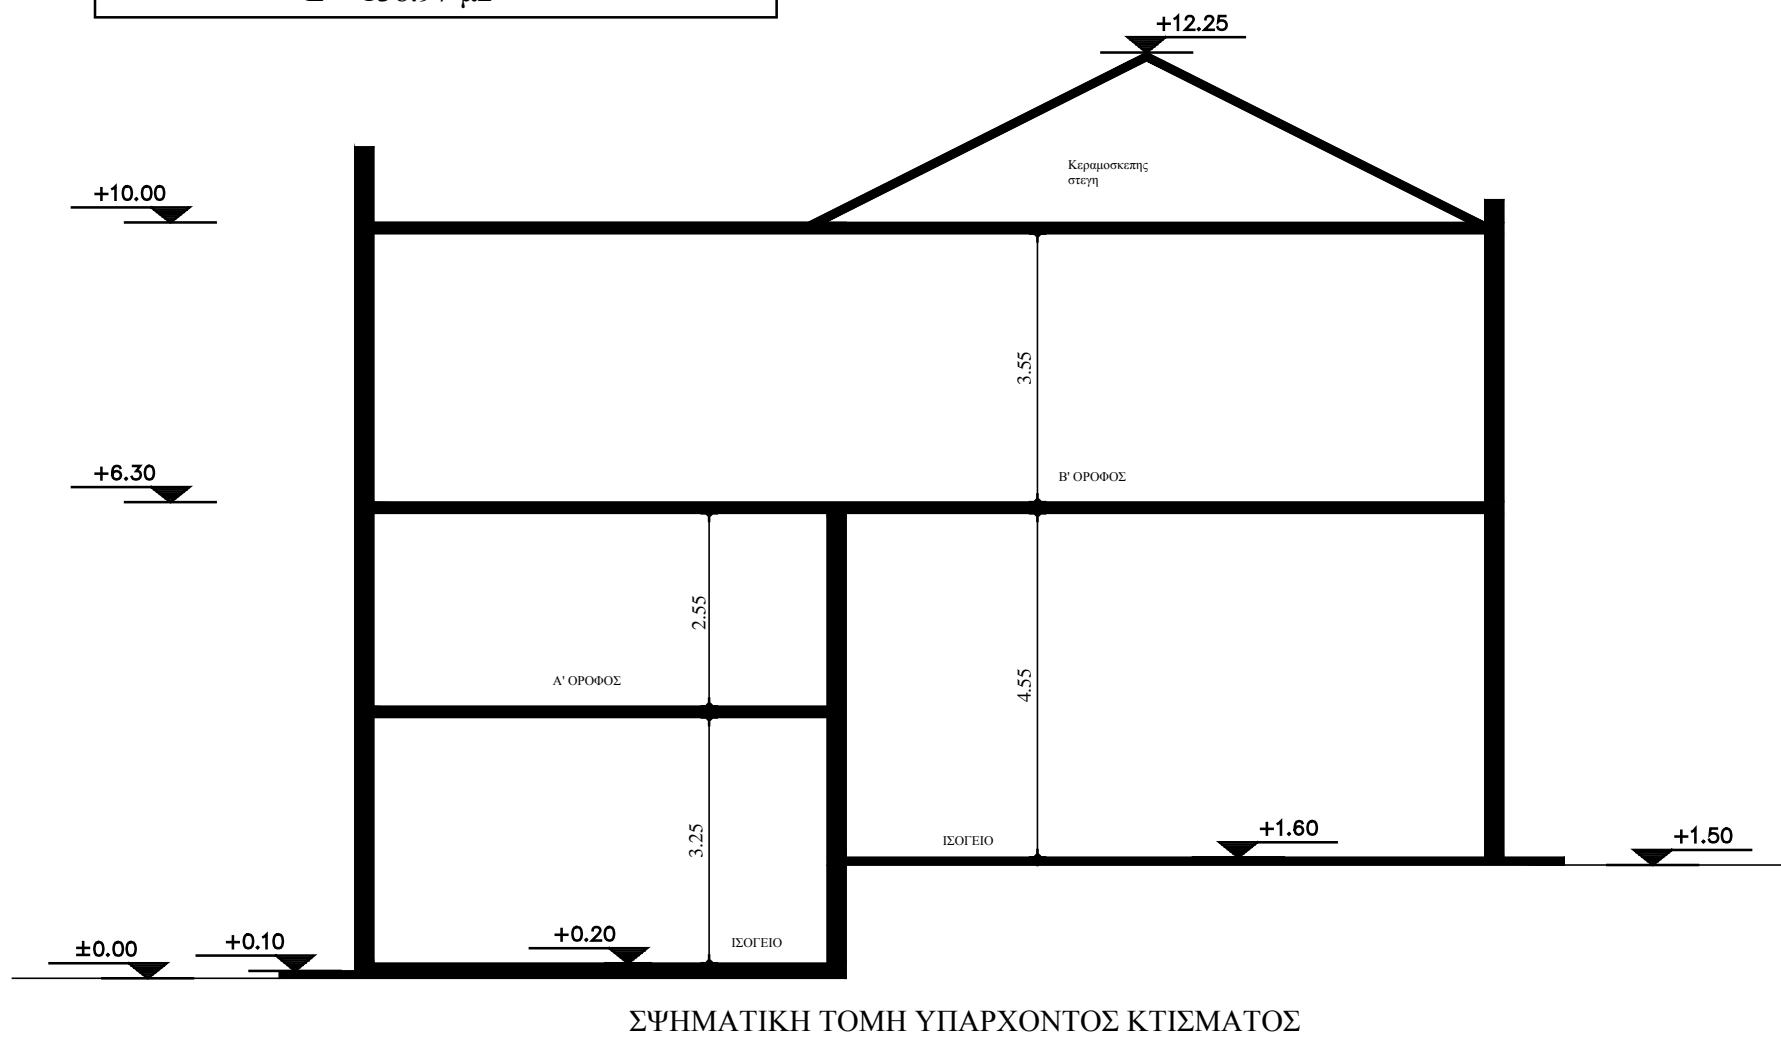 +12.25
Κεραμοσκεπης
στεγη
+10.00
3.55
+6.30
Β' ΟΡΟΦΟΣ
2.55
Α' ΟΡΟΦΟΣ
4.55
3.25
ΙΣΟΓΕΙΟ
+1.60
+1.50
±0.00
+0.10
+0.20
ΙΣΟΓΕΙΟ
ΣΨΗΜΑΤΙΚΗ ΤΟΜΗ ΥΠΑΡΧΟΝΤΟΣ ΚΤΙΣΜΑΤΟΣ